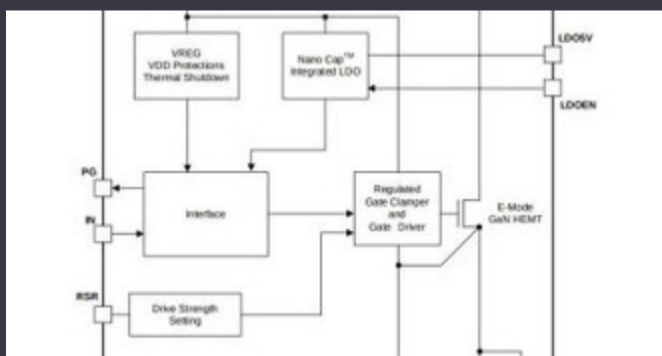 VREG
VDD Protections
Thermal Shutdown
Nano Cap™
Integrated LDO
LDO5V
LDOEN
PG
IN
Interface
Regulated
Gate Clamper
and
Gate Driver
E-Mode
GaN HEMT
RSR
Drive Strength
Setting